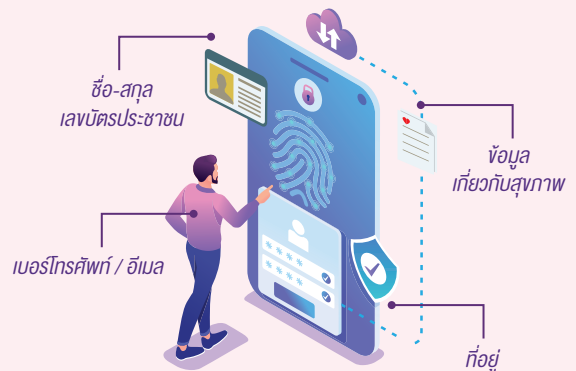 ชื่อ-สกุล
เลขบัตรประชาชน
ข้อมูล
เกี่ยวกับสุขภาพ
เบอร์โทรศัพท์ / อีเมล
ที่อยู่